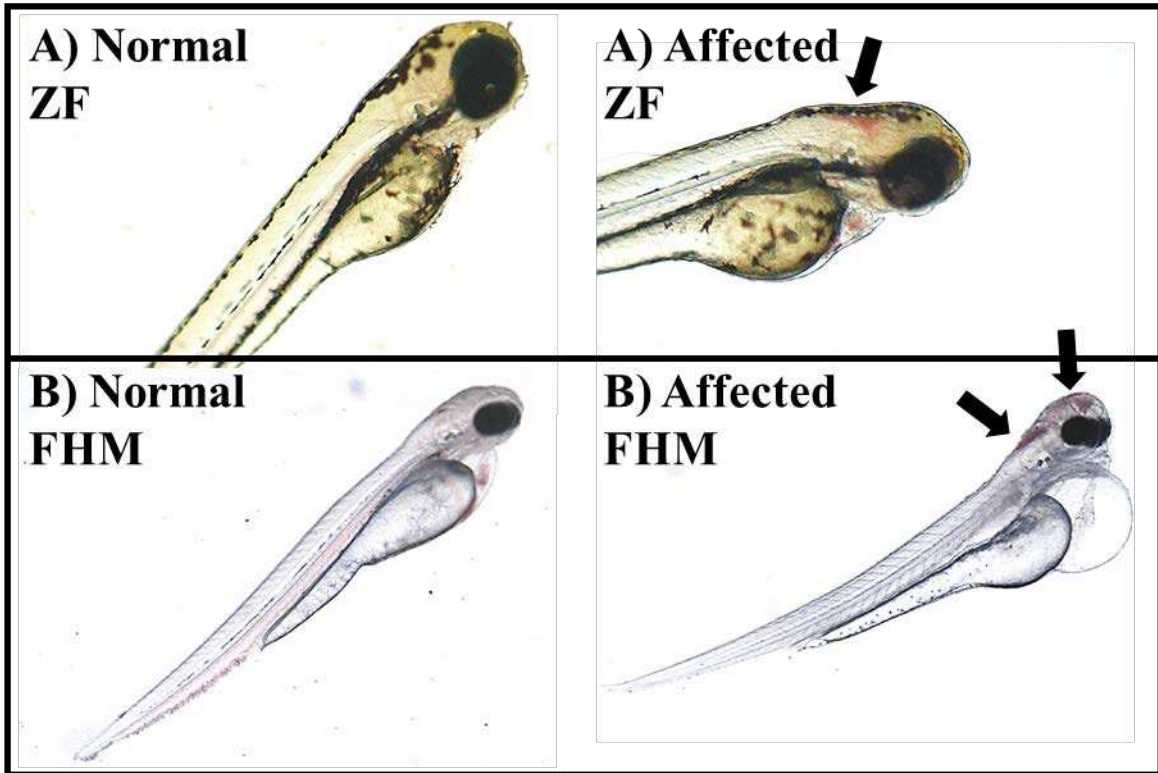 A) Normal
ZF
A) Affected
ZF
B) Normal
FHM
B) Affected
FHM